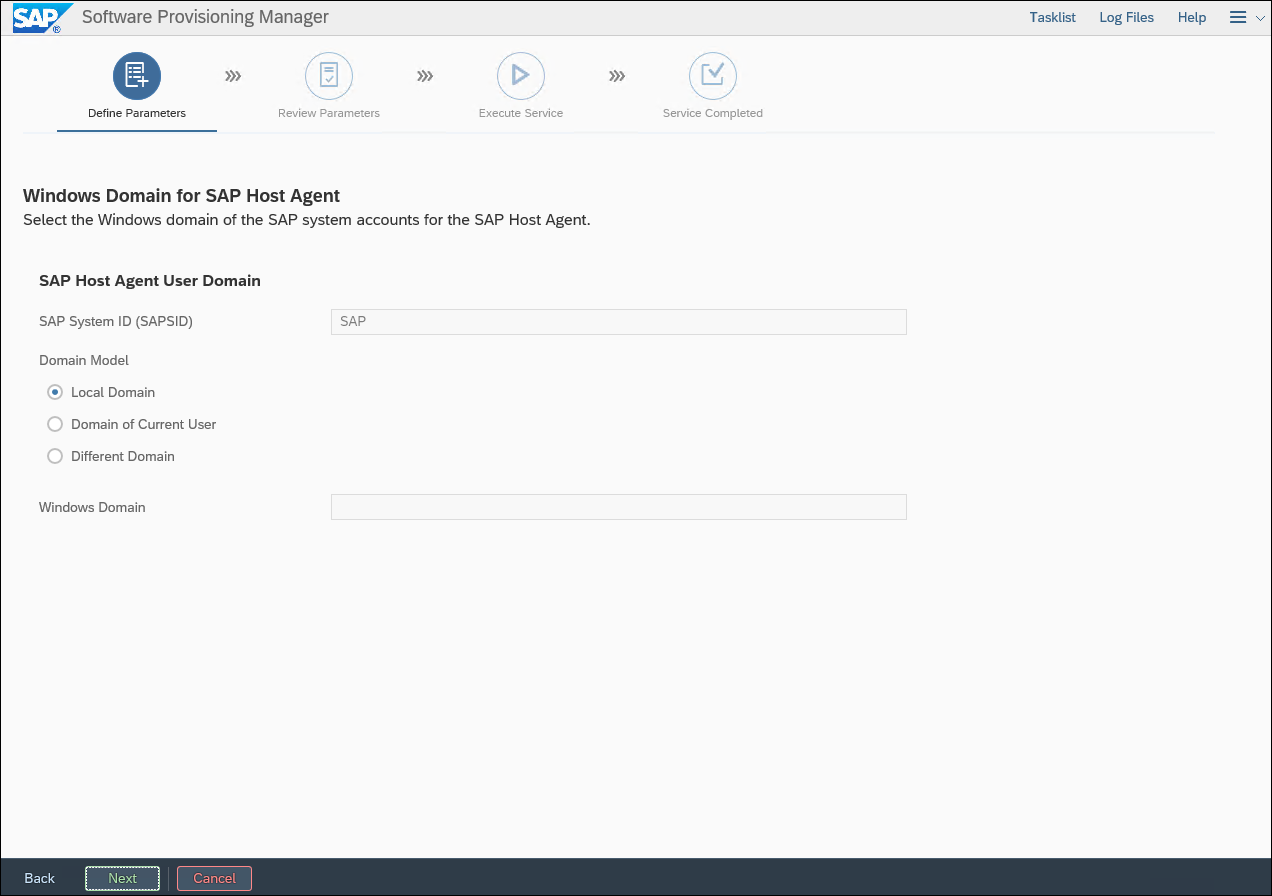 SAP ® Software Provisioning Manager Tasklist Log Files Help
Define Parameters Review Parameters Execute Service Service Completed
Windows Domain for SAP Host Agent
Select the Windows domain of the SAP system accounts for the SAP Host Agent.
SAP Host Agent User Domain
SAP System ID (SAPSID) SAP
Domain Model
Local Domain
Domain of Current User
Different Domain
Windows Domain
Back Next Cancel